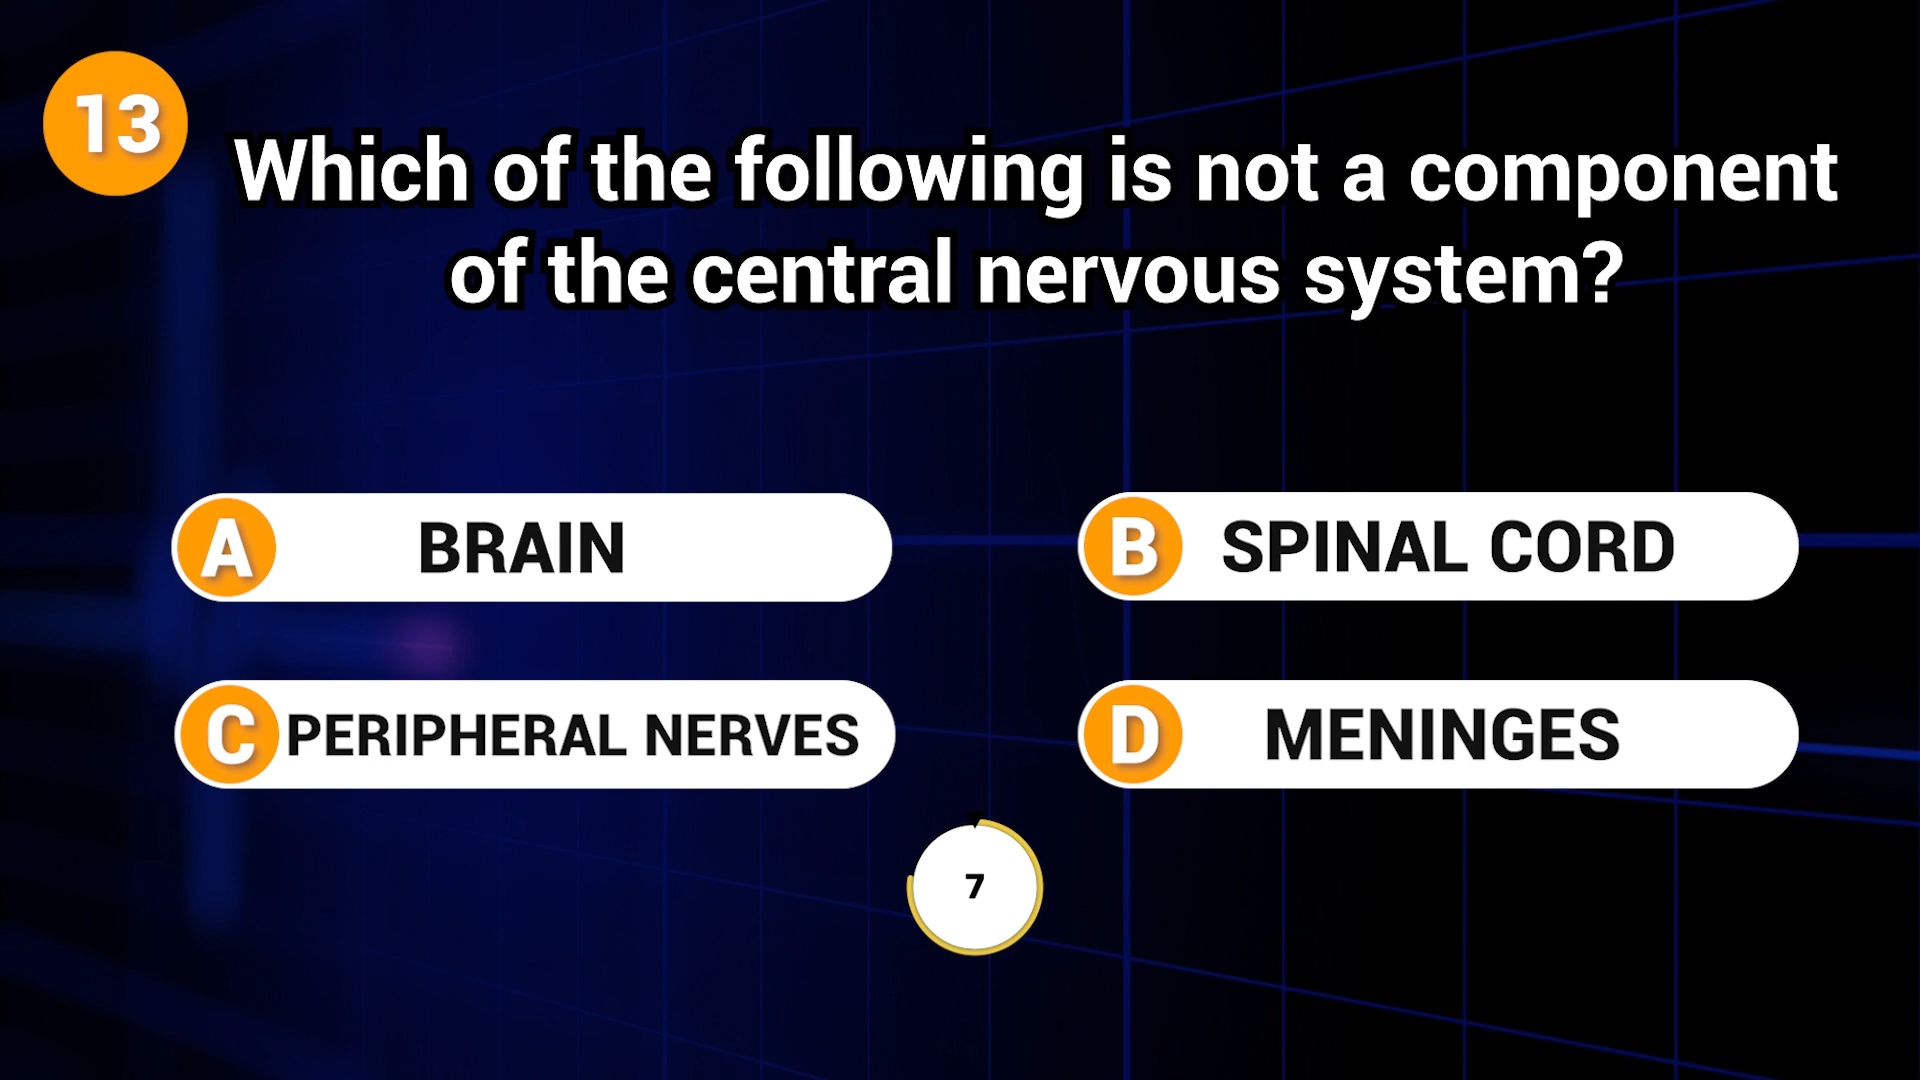 13
Which of the following is not a component
of the central nervous system?
A BRAIN
B SPINAL CORD
C PERIPHERAL NERVES
D MENINGES
7